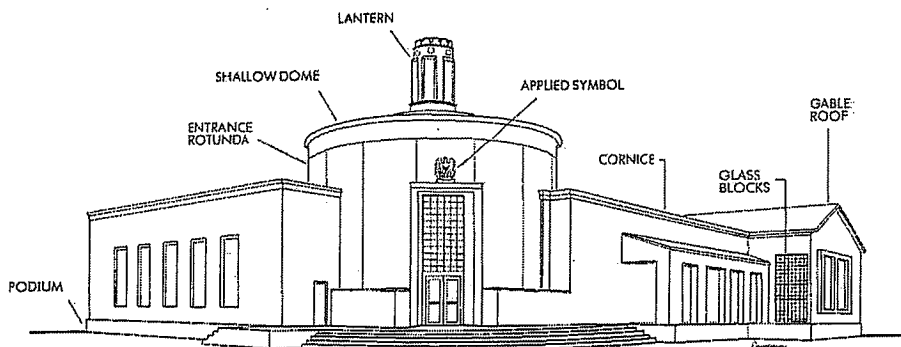 LANTERN
SHALLOW DOME
APPLIED SYMBOL
GABLE
ROOF
ENTRANCE
ROTUNDA
CORNICE
GLASS
BLOCKS
PODIUM